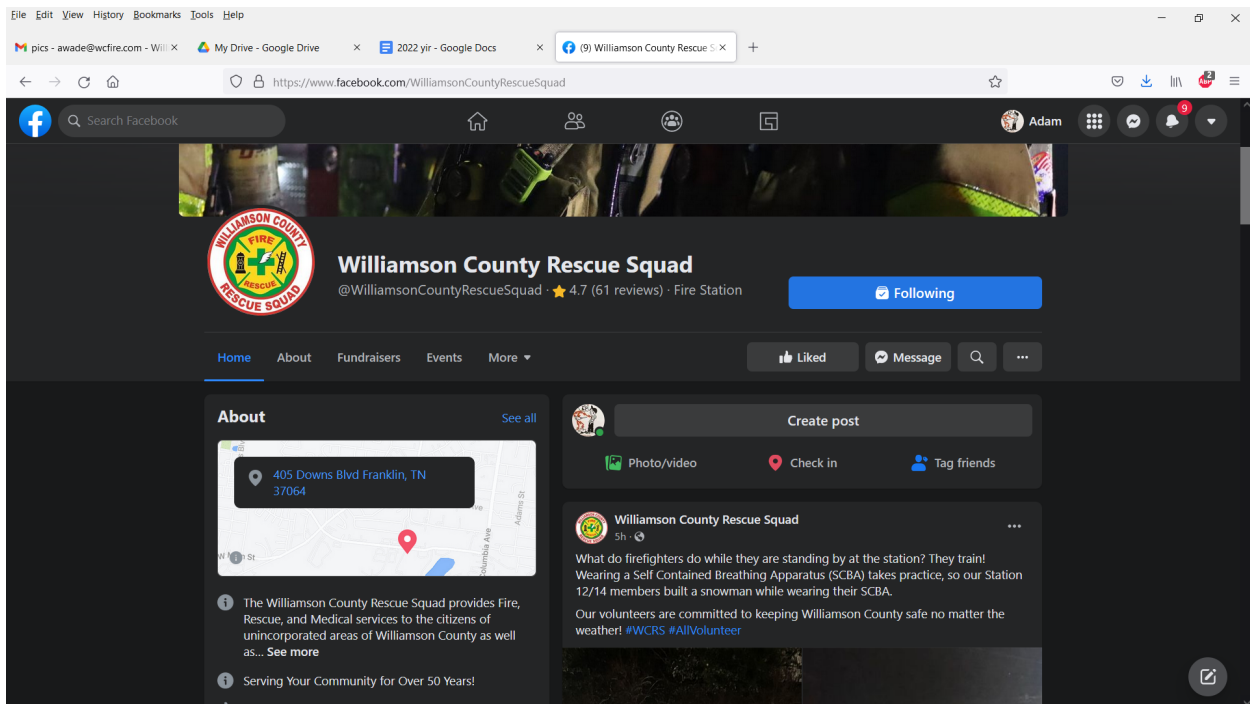 File Edit View History Bookmarks Tools Help
pics - awade@wcfire.com - Will
My Drive - Google Drive
2022 yir - Google Docs
(9) Williamson County Rescue S
https://www.facebook.com/WilliamsonCountyRescueSquad
2
Search Facebook
Adam
9
WILLIAMSON COUNTY
FIRE
RESCUE
RESCUE SQUAD
Williamson County Rescue Squad
@WilliamsonCountyRescueSquad · 4.7 (61 reviews) · Fire Station
Following
Home About Fundraisers Events More
Liked Message
About See all
405 Downs Blvd Franklin, TN
37064
Adams St
Columbia Ave
St
The Williamson County Rescue Squad provides Fire,
Rescue, and Medical services to the citizens of
unincorporated areas of Williamson County as well
as... See more
Serving Your Community for Over 50 Years!
Create post
Photo/video Check in Tag friends
Williamson County Rescue Squad
5h ·
What do firefighters do while they are standing by at the station? They train!
Wearing a Self Contained Breathing Apparatus (SCBA) takes practice, so our Station
12/14 members built a snowman while wearing their SCBA.
Our volunteers are committed to keeping Williamson County safe no matter the
weather! #WCRS #AllVolunteer